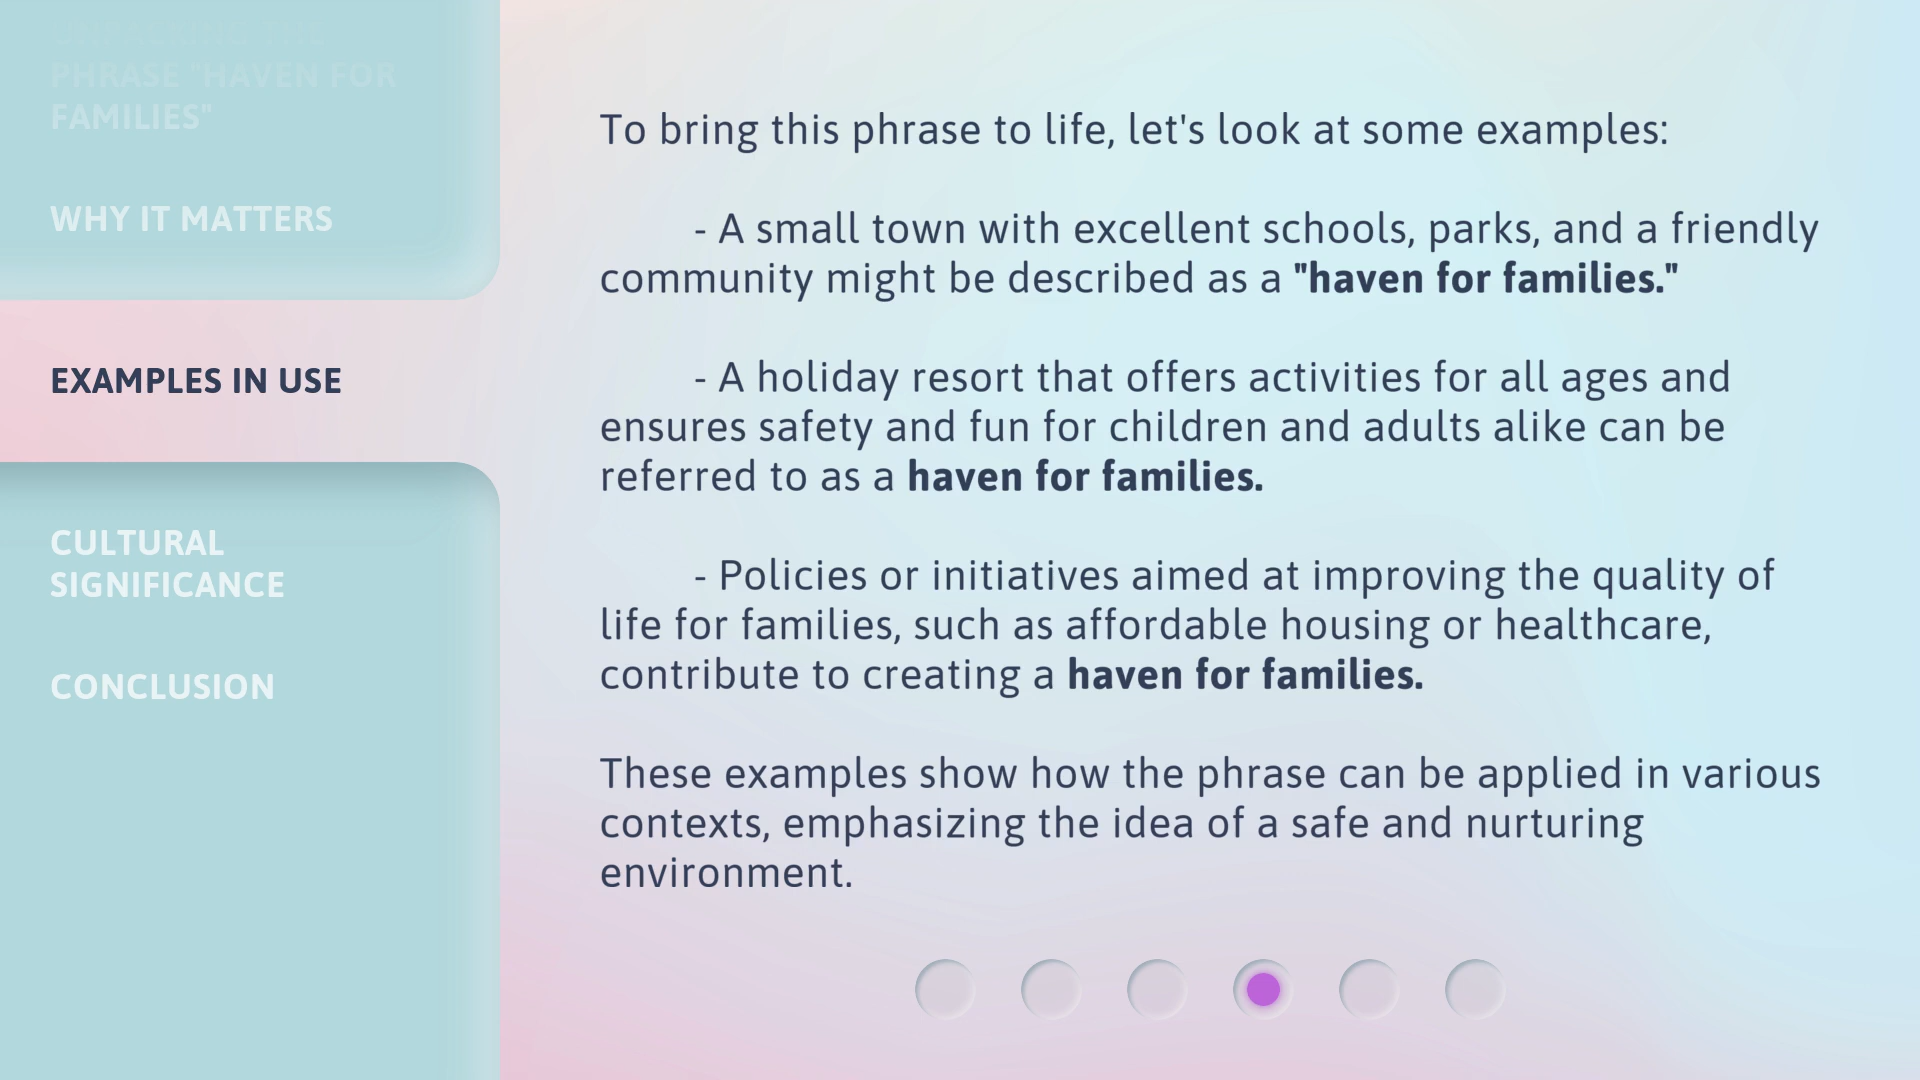 UNPACKING THE
PHRASE "HAVEN FOR
FAMILIES"
WHY IT MATTERS
EXAMPLES IN USE
CULTURAL
SIGNIFICANCE
CONCLUSION
To bring this phrase to life, let's look at some examples:
- A small town with excellent schools, parks, and a friendly
community might be described as a "haven for families."
- A holiday resort that offers activities for all ages and
ensures safety and fun for children and adults alike can be
referred to as a haven for families.
- Policies or initiatives aimed at improving the quality of
life for families, such as affordable housing or healthcare,
contribute to creating a haven for families.
These examples show how the phrase can be applied in various
contexts, emphasizing the idea of a safe and nurturing
environment.